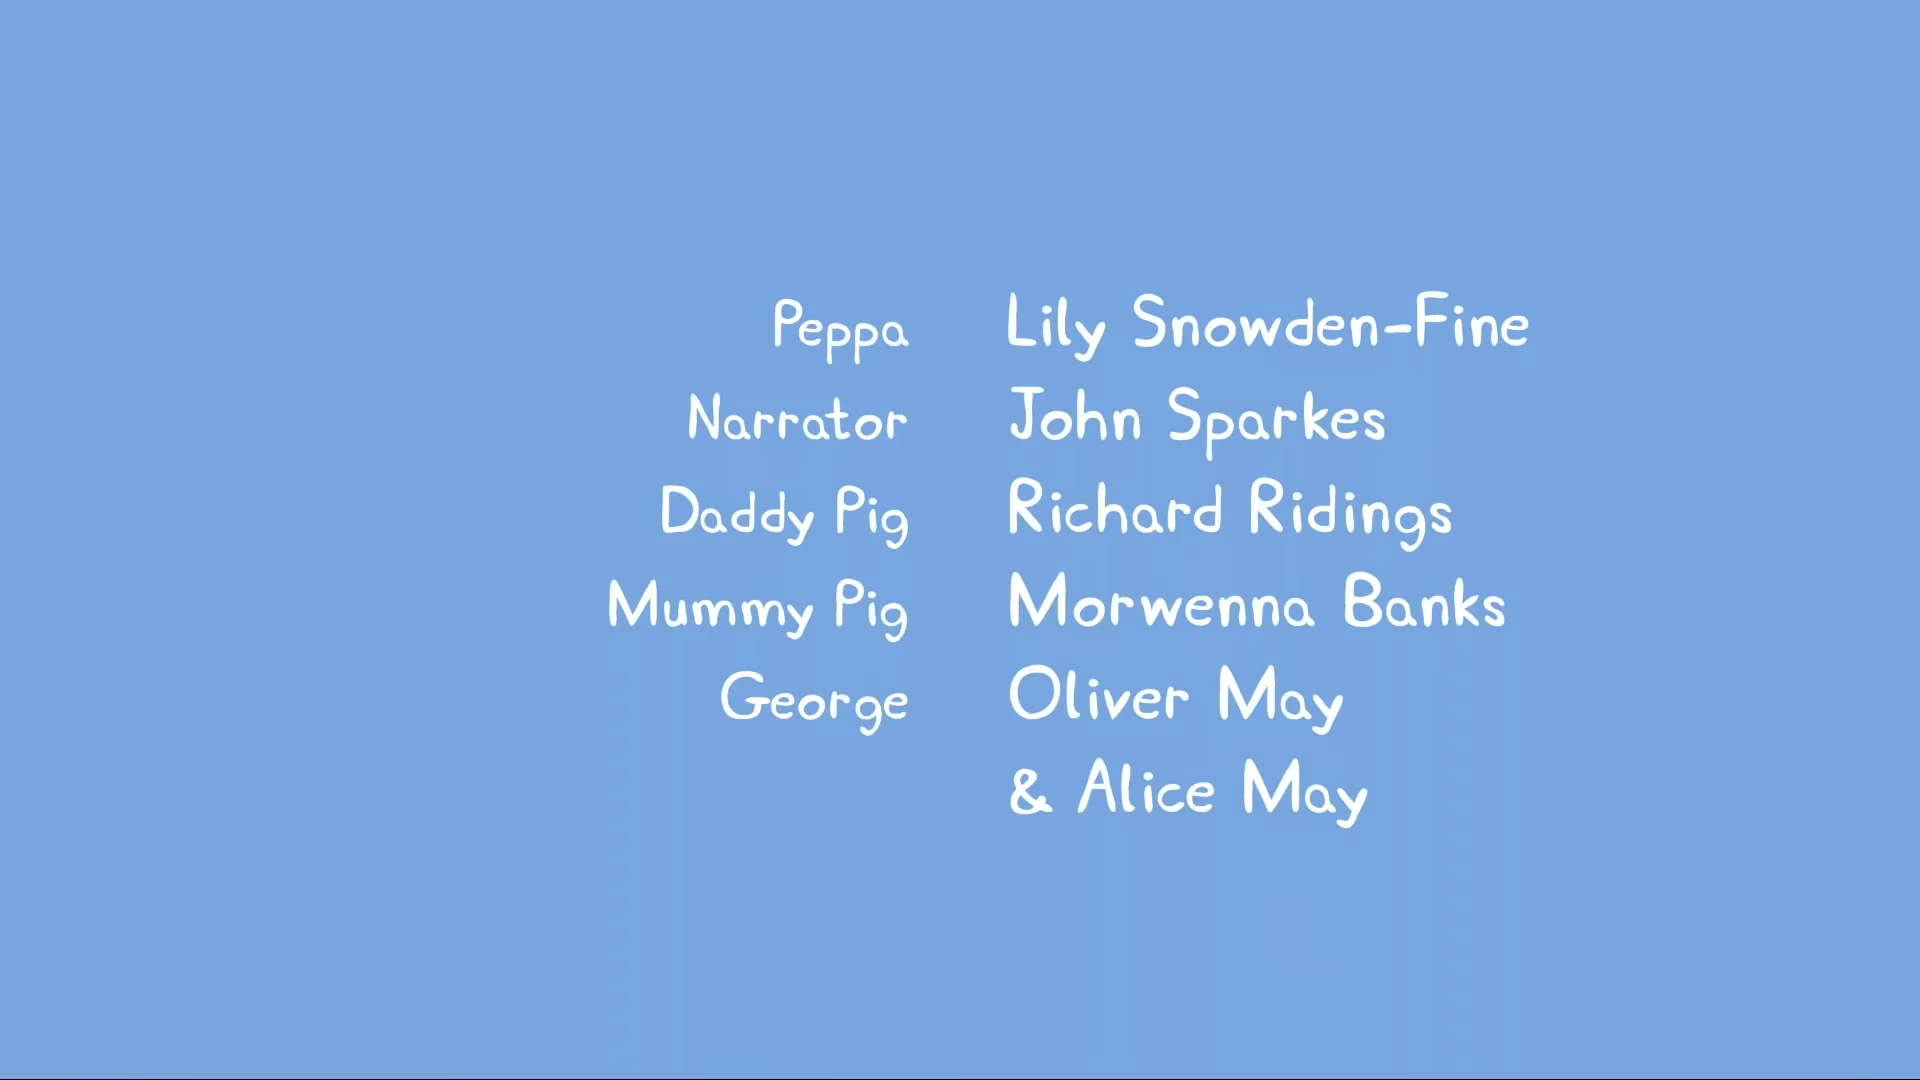 Peppa Lily Snowden-Fine
Narrator John Sparkes
Daddy Pig Richard Ridings
Mummy Pig Morwenna Banks
George Oliver May
& Alice May